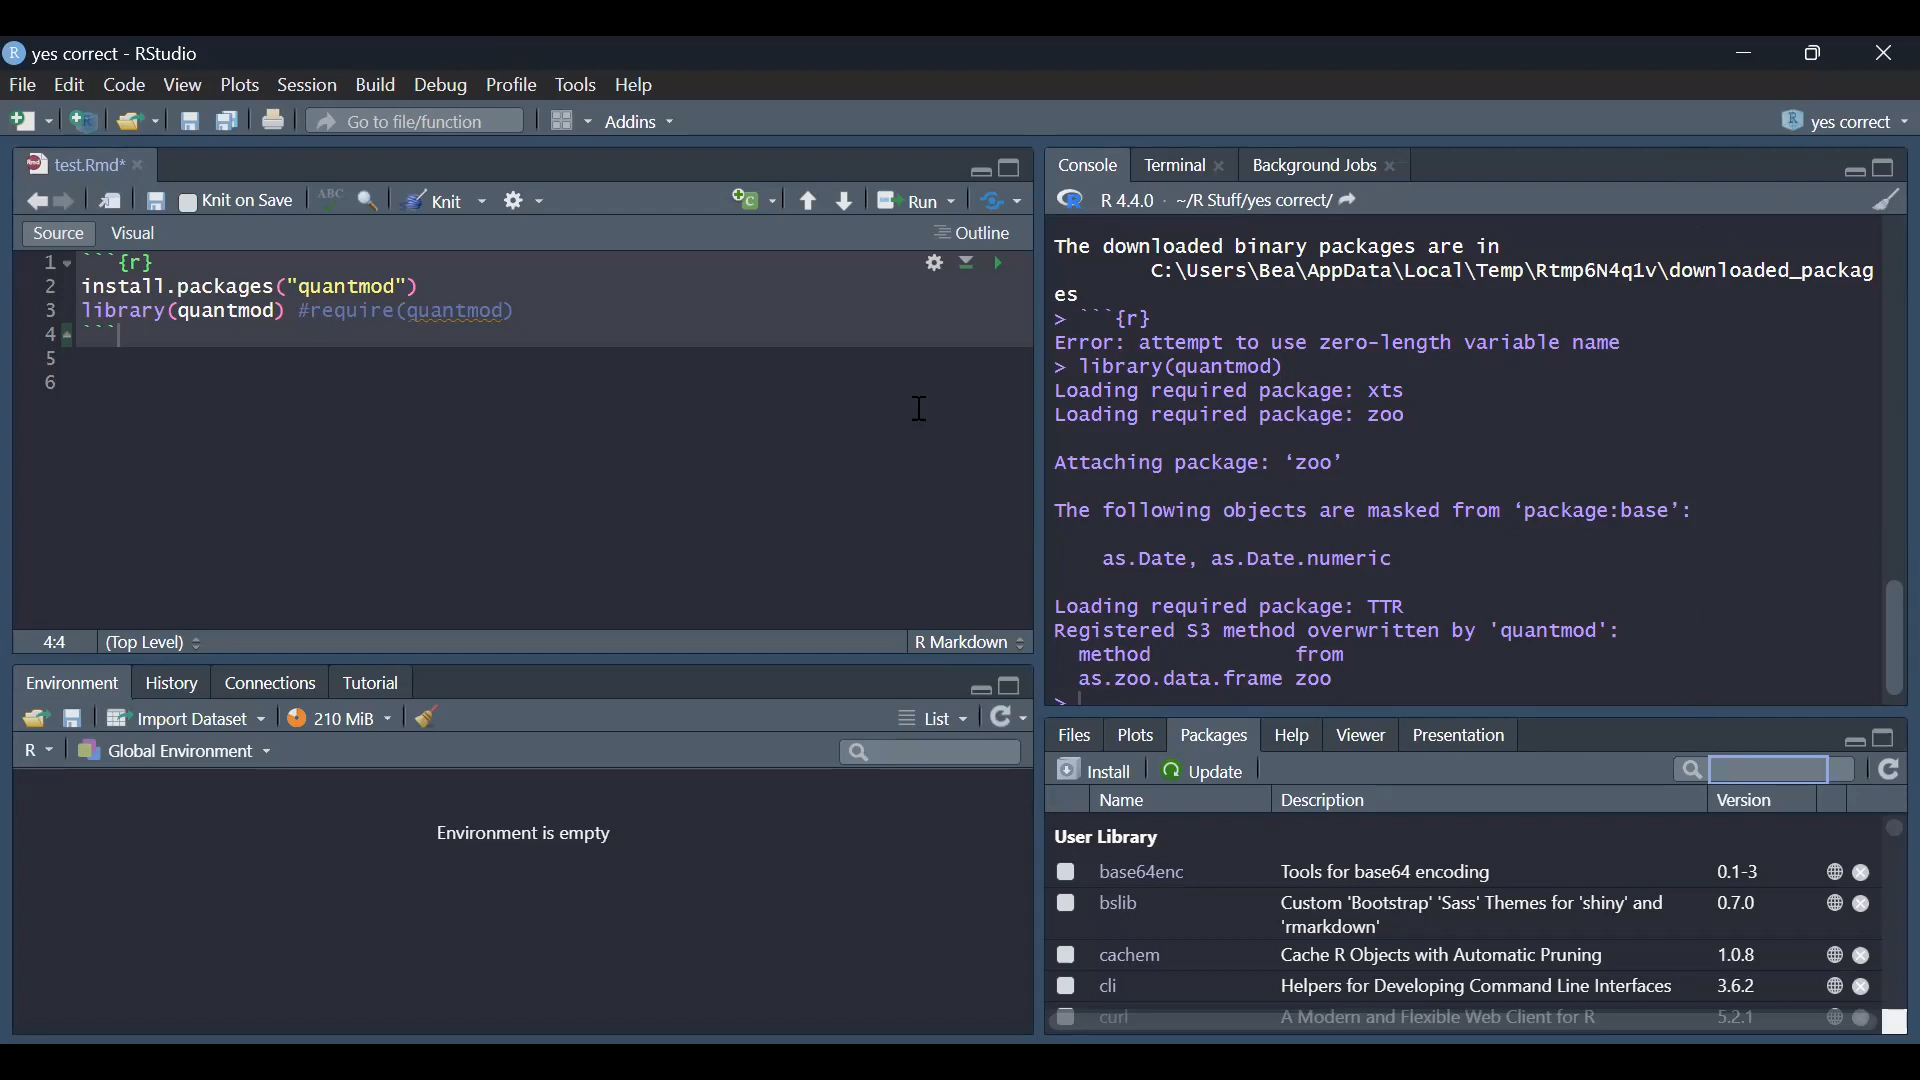 yes correct - RStudio
File Edit Code View Plots Session Build Debug Profile Tools Help
Go to file/function Addins yes correct
test.Rmd*
Knit on Save ABC Knit Run
Source Visual Outline
1 ```{r}
2 install.packages("quantmod")
3 library(quantmod) #require(quantmod)
4 ```
5
6
4:4 (Top Level) R Markdown
Environment History Connections Tutorial
Import Dataset 210 MiB List
R Global Environment
Environment is empty
Console Terminal Background Jobs
R 4.4.0 · ~/R Stuff/yes correct/
The downloaded binary packages are in
C:\Users\Bea\AppData\Local\Temp\Rtmp6N4q1v\downloaded_packag
es
> ```{r}
Error: attempt to use zero-length variable name
> library(quantmod)
Loading required package: xts
Loading required package: zoo
Attaching package: ‘zoo’
The following objects are masked from ‘package:base’:
as.Date, as.Date.numeric
Loading required package: TTR
Registered S3 method overwritten by 'quantmod':
method from
as.zoo.data.frame zoo
>
Files Plots Packages Help Viewer Presentation
Install Update
Name Description Version
User Library
base64enc Tools for base64 encoding 0.1-3
bslib Custom 'Bootstrap' 'Sass' Themes for 'shiny' and 0.7.0
'rmarkdown'
cachem Cache R Objects with Automatic Pruning 1.0.8
cli Helpers for Developing Command Line Interfaces 3.6.2
curl A Modern and Flexible Web Client for R 5.2.1